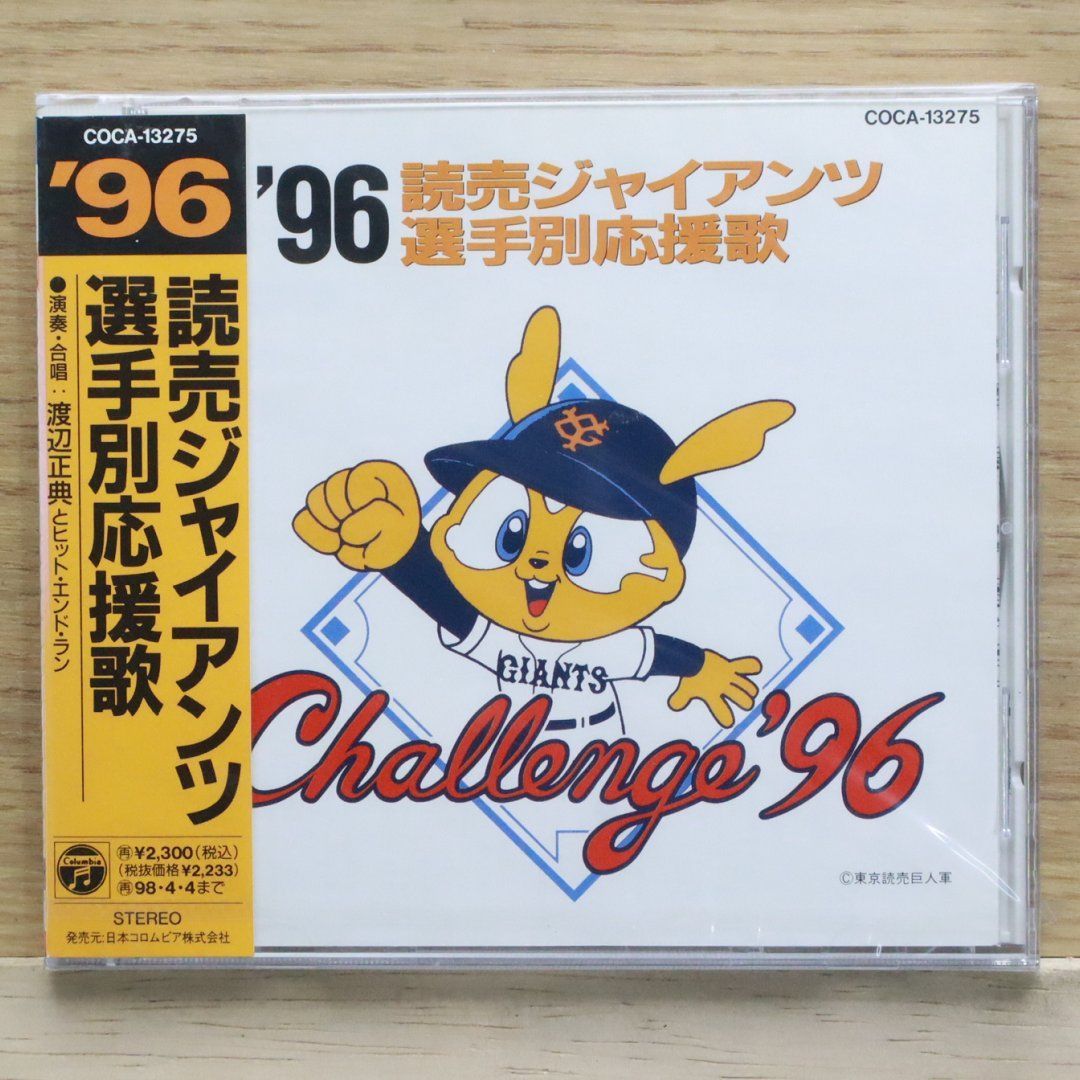 COCA-13275
'96
読売ジャイアンツ
選手別応援歌
●演奏・合唱:渡辺正典とヒット・エンド・ラン
Columbia
再¥2,300(税込)
(税抜価格¥2,233)
再98・4・4まで
STEREO
発売元:日本コロムビア株式会社
COCA-13275
'96 読売ジャイアンツ
選手別応援歌
GIANTS
Challenge '96
©東京読売巨人軍